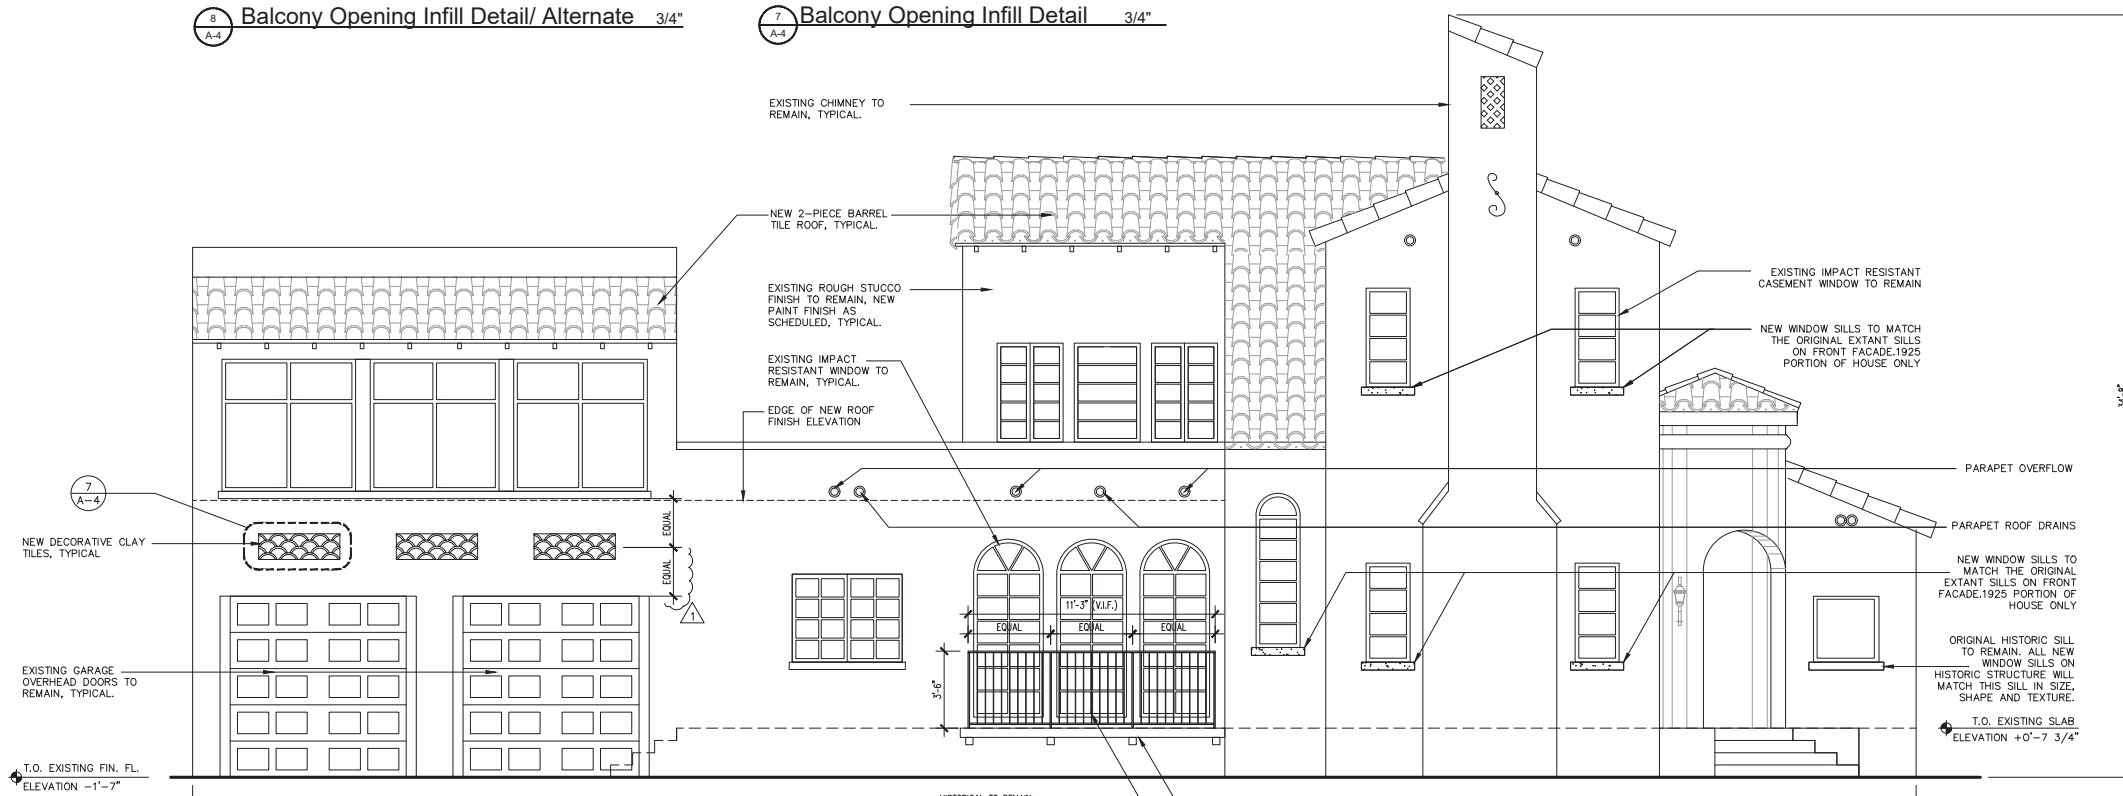 8
A-4
Balcony Opening Infill Detail/ Alternate 3/4"
7
A-4
Balcony Opening Infill Detail 3/4"
EXISTING CHIMNEY TO
REMAIN, TYPICAL.
NEW 2-PIECE BARREL
TILE ROOF, TYPICAL.
EXISTING ROUGH STUCCO
FINISH TO REMAIN, NEW
PAINT FINISH AS
SCHEDULED, TYPICAL.
EXISTING IMPACT
RESISTANT WINDOW TO
REMAIN, TYPICAL.
EDGE OF NEW ROOF
FINISH ELEVATION
EXISTING IMPACT RESISTANT
CASEMENT WINDOW TO REMAIN
NEW WINDOW SILLS TO MATCH
THE ORIGINAL EXTANT SILLS
ON FRONT FACADE.1925
PORTION OF HOUSE ONLY
34'-8"
PARAPET OVERFLOW
PARAPET ROOF DRAINS
NEW WINDOW SILLS TO
MATCH THE ORIGINAL
EXTANT SILLS ON FRONT
FACADE.1925 PORTION OF
HOUSE ONLY
ORIGINAL HISTORIC SILL
TO REMAIN. ALL NEW
WINDOW SILLS ON
HISTORIC STRUCTURE WILL
MATCH THIS SILL IN SIZE,
SHAPE AND TEXTURE.
T.O. EXISTING SLAB
ELEVATION +0'-7 3/4"
7
A-4
NEW DECORATIVE CLAY
TILES, TYPICAL
EQUAL
EQUAL
1
11'-3" (V.I.F.)
EQUAL EQUAL EQUAL
3'-6"
EXISTING GARAGE
OVERHEAD DOORS TO
REMAIN, TYPICAL.
T.O. EXISTING FIN. FL.
ELEVATION -1'-7"